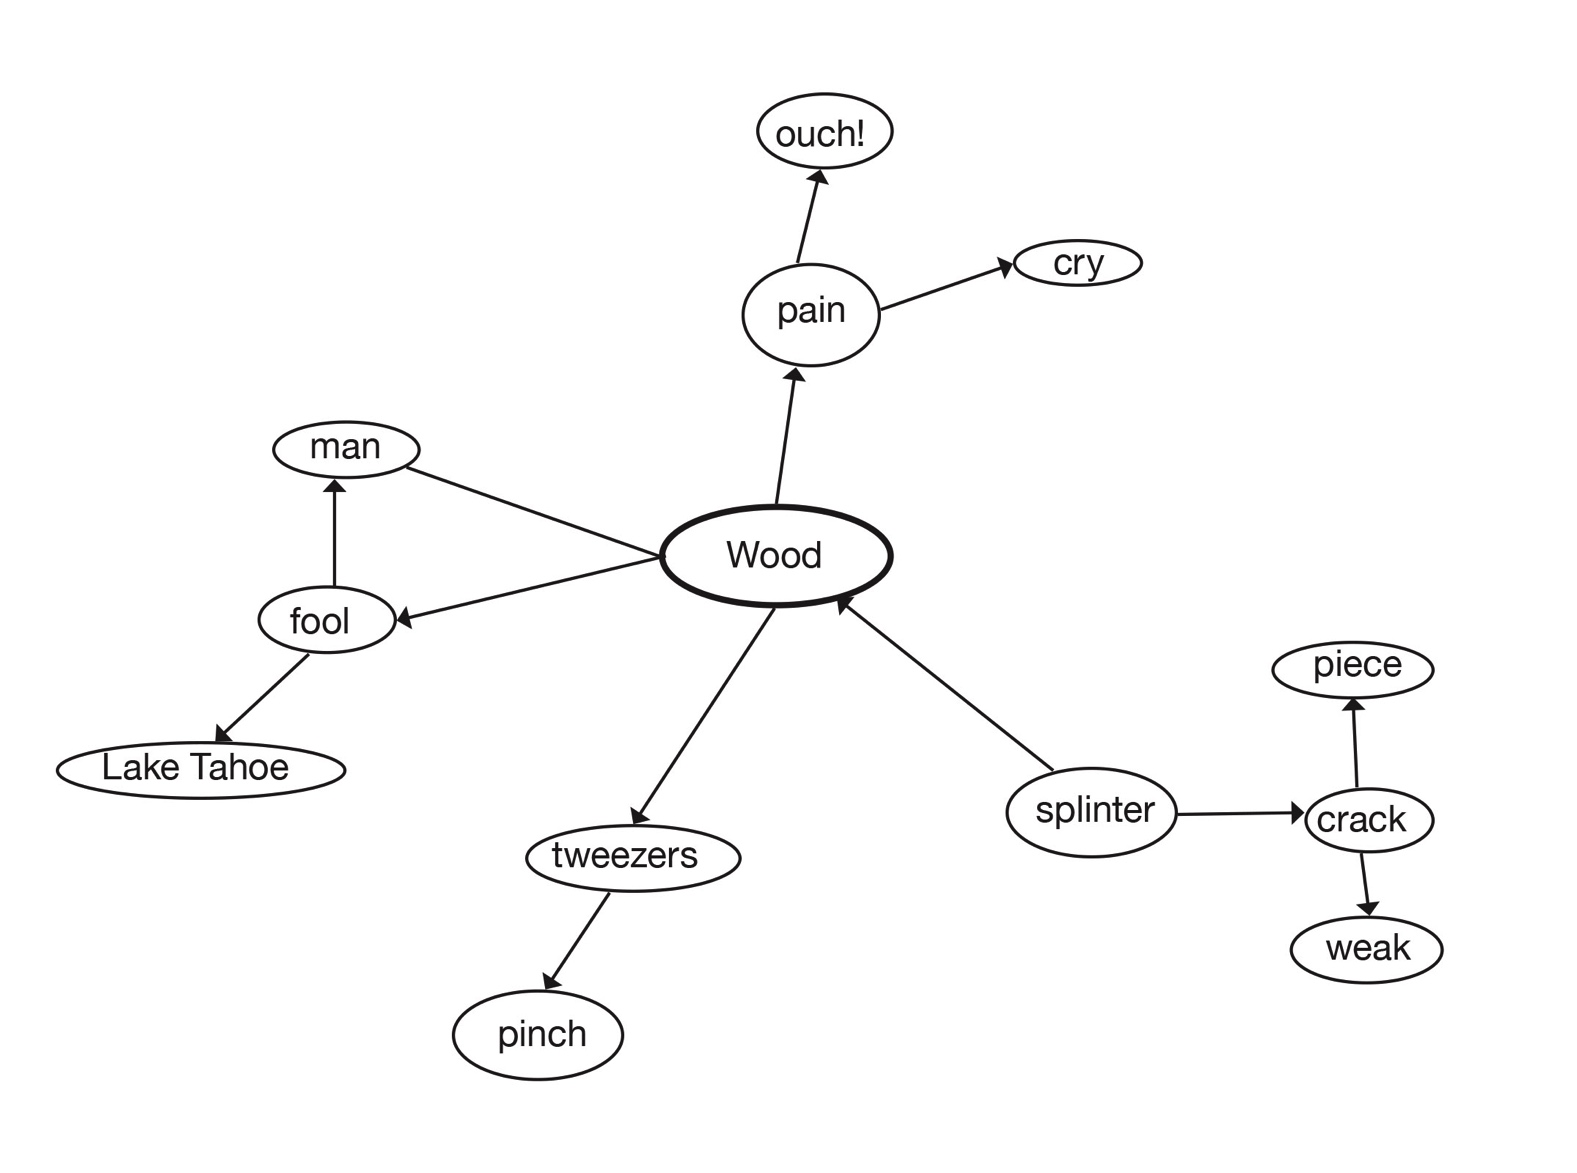 ouch!
cry
pain
man
Wood
fool
piece
Lake Tahoe
splinter
crack
tweezers
weak
pinch